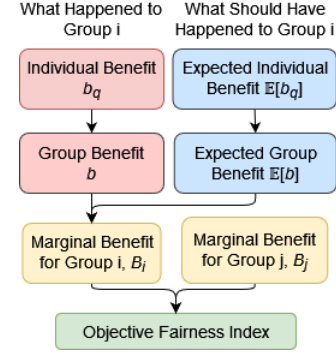 What Happened to
Group i
What Should Have
Happened to Group i
Individual Benefit
b_q
Expected Individual
Benefit 𝔼[b_q]
Group Benefit
b
Expected Group
Benefit 𝔼[b]
Marginal Benefit
for Group i, B_i
Marginal Benefit
for Group j, B_j
Objective Fairness Index